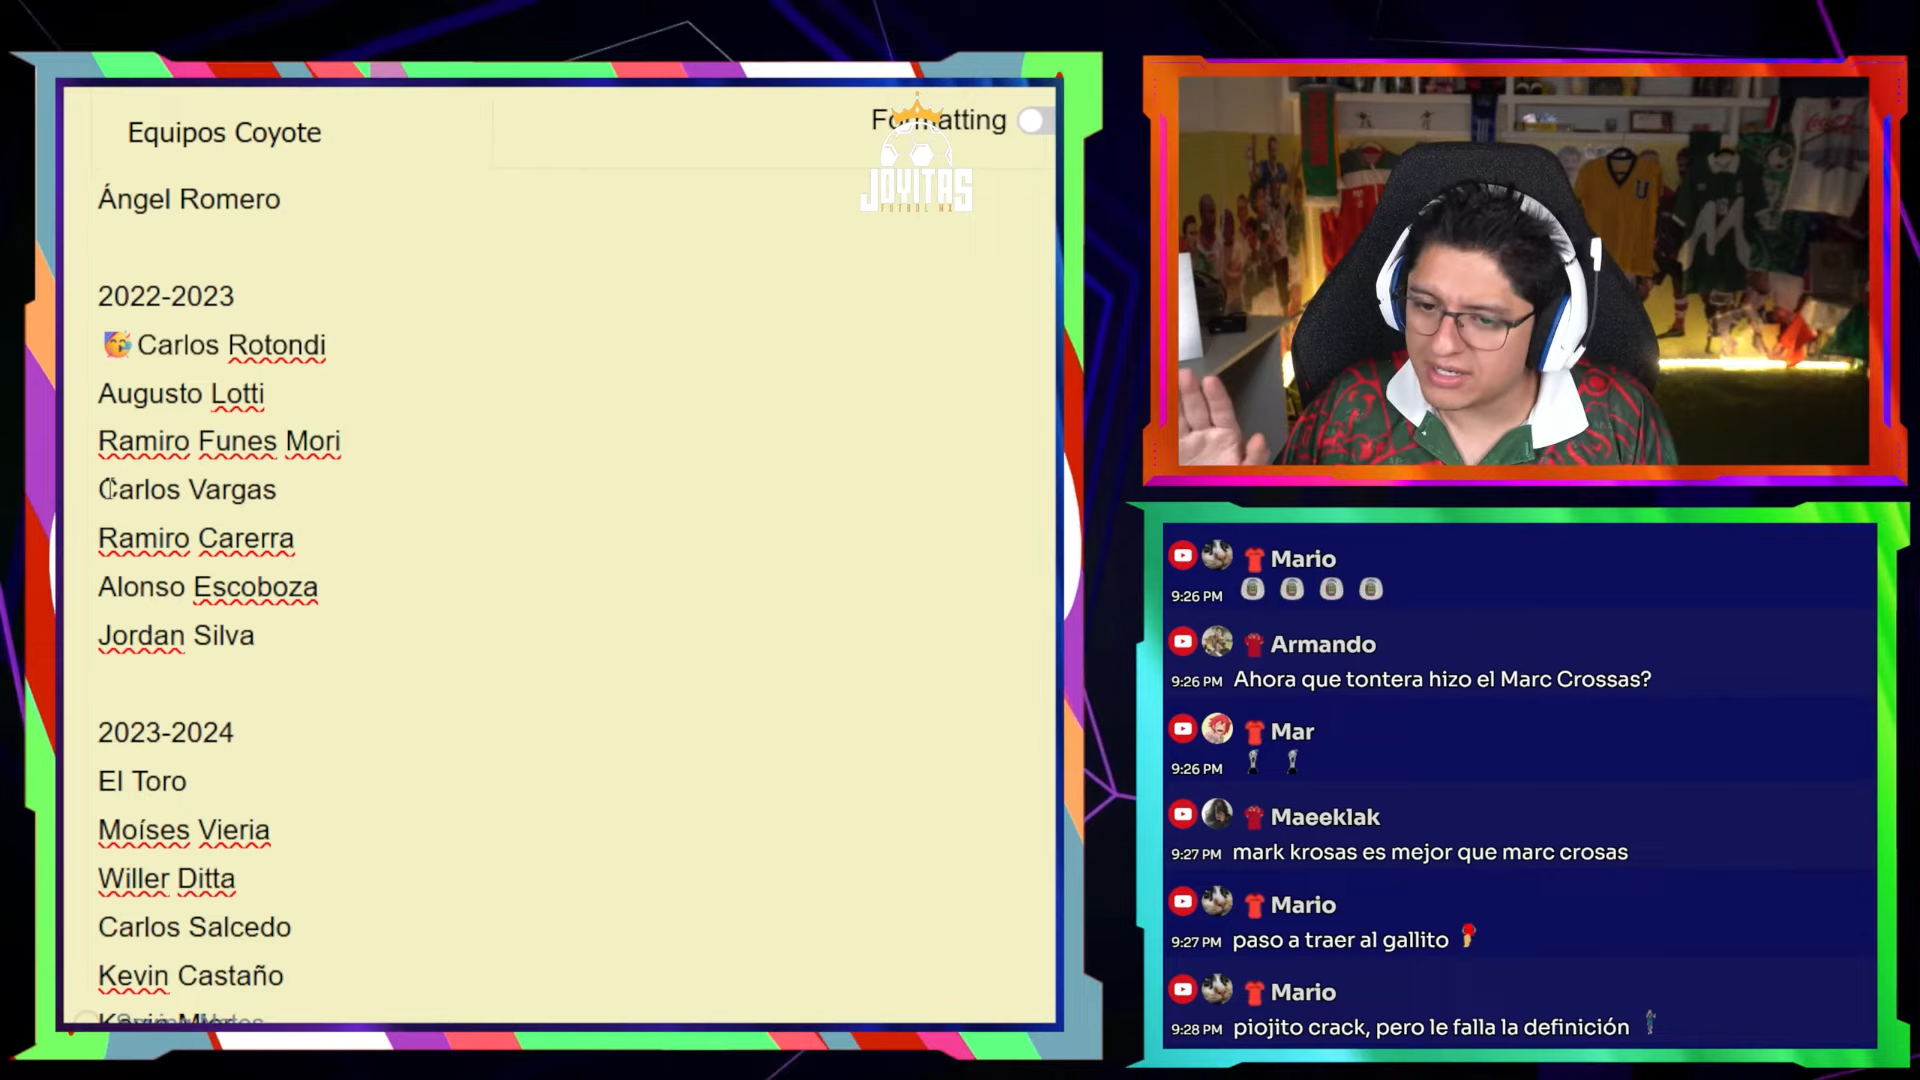 Equipos Coyote
Formatting
JOYITAS
FUTBOL MX
Ángel Romero
2022-2023
🥳 Carlos Rotondi
Augusto Lotti
Ramiro Funes Mori
Carlos Vargas
Ramiro Carerra
Alonso Escoboza
Jordan Silva
2023-2024
El Toro
Moíses Vieria
Willer Ditta
Carlos Salcedo
Kevin Castaño
Mario
9:26 PM
Armando
9:26 PM Ahora que tontera hizo el Marc Crossas?
Mar
9:26 PM
Maeeklak
9:27 PM mark krosas es mejor que marc crosas
Mario
9:27 PM paso a traer al gallito
Mario
9:28 PM piojito crack, pero le falla la definición